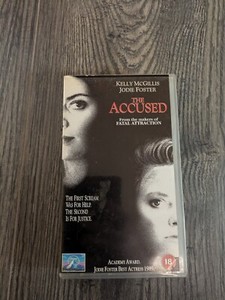 KELLY McGILLIS
JODIE FOSTER
THE
ACCUSED
From the makers of
FATAL ATTRACTION
THE FIRST SCREAM
WAS FOR HELP.
THE SECOND
IS FOR JUSTICE.
ACADEMY AWARD
JODIE FOSTER BEST ACTRESS 1989
18